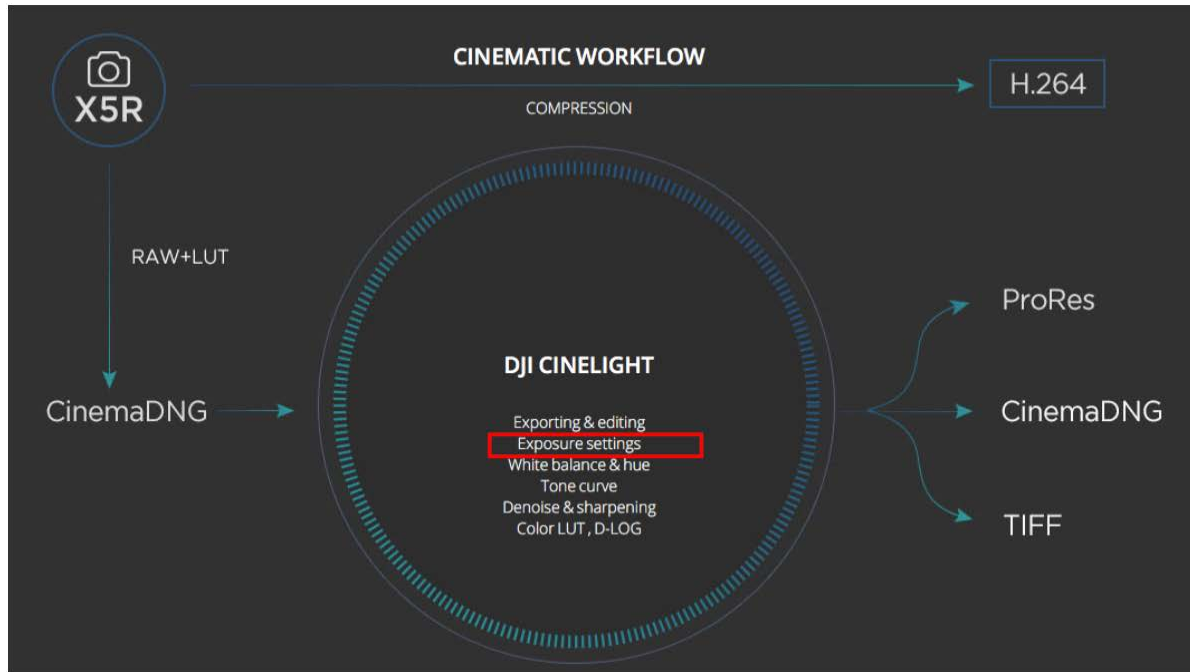 CINEMATIC WORKFLOW
X5R
COMPRESSION
H.264
RAW+LUT
CinemaDNG
DJI CINELIGHT
Exporting & editing
Exposure settings
White balance & hue
Tone curve
Denoise & sharpening
Color LUT , D-LOG
ProRes
CinemaDNG
TIFF